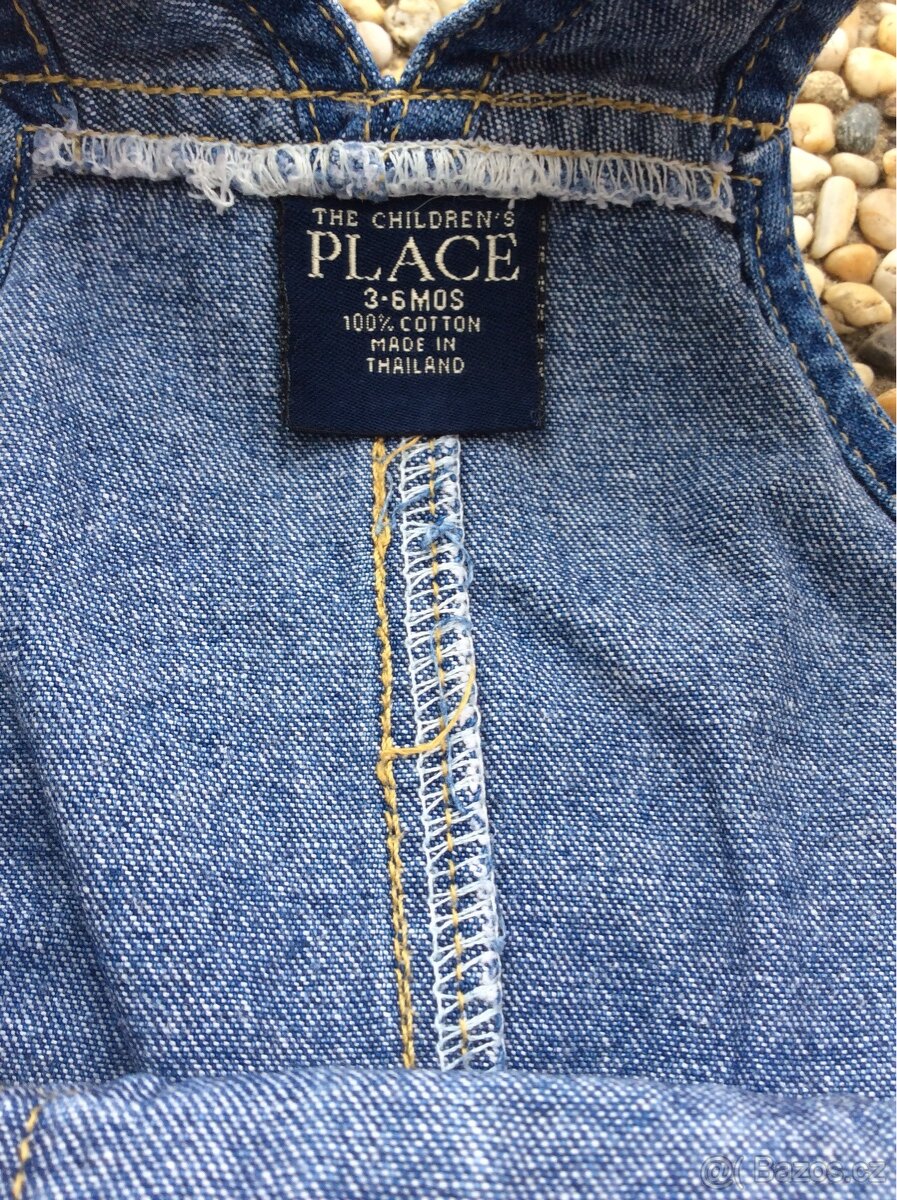 THE CHILDREN'S
PLACE
3-6MOS
100% COTTON
MADE IN
THAILAND
@( Bazos.cz